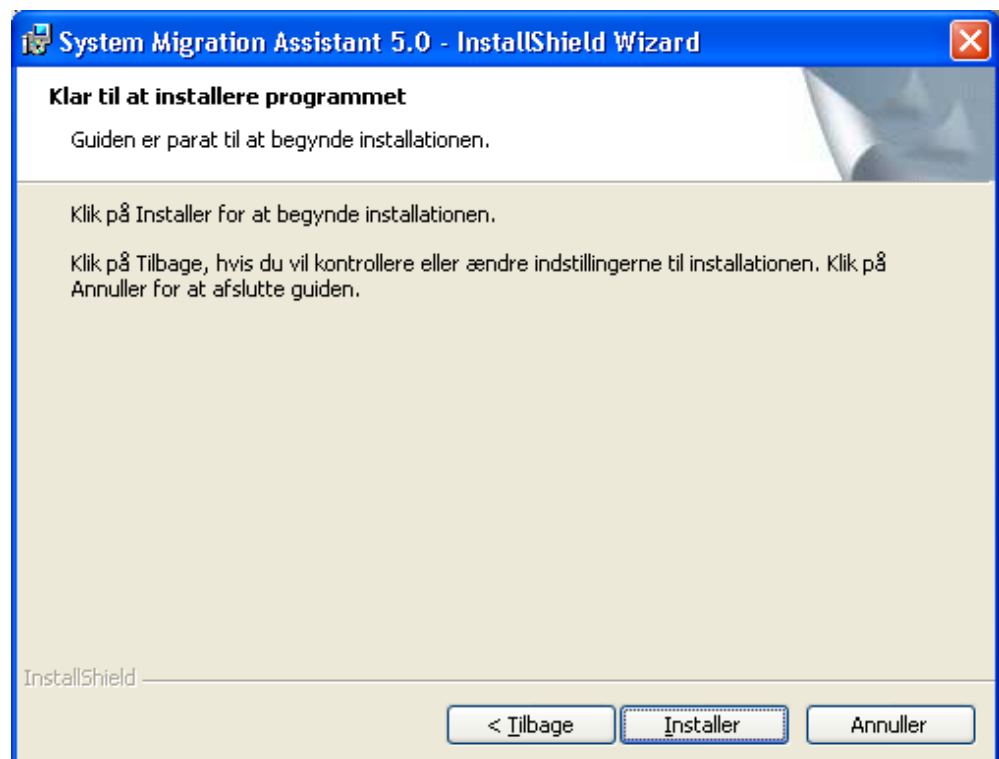 System Migration Assistant 5.0 - InstallShield Wizard
Klar til at installere programmet
Guiden er parat til at begynde installationen.
Klik på Installer for at begynde installationen.
Klik på Tilbage, hvis du vil kontrollere eller ændre indstillingerne til installationen. Klik på
Annuller for at afslutte guiden.
InstallShield
< Tilbage
Installer
Annuller